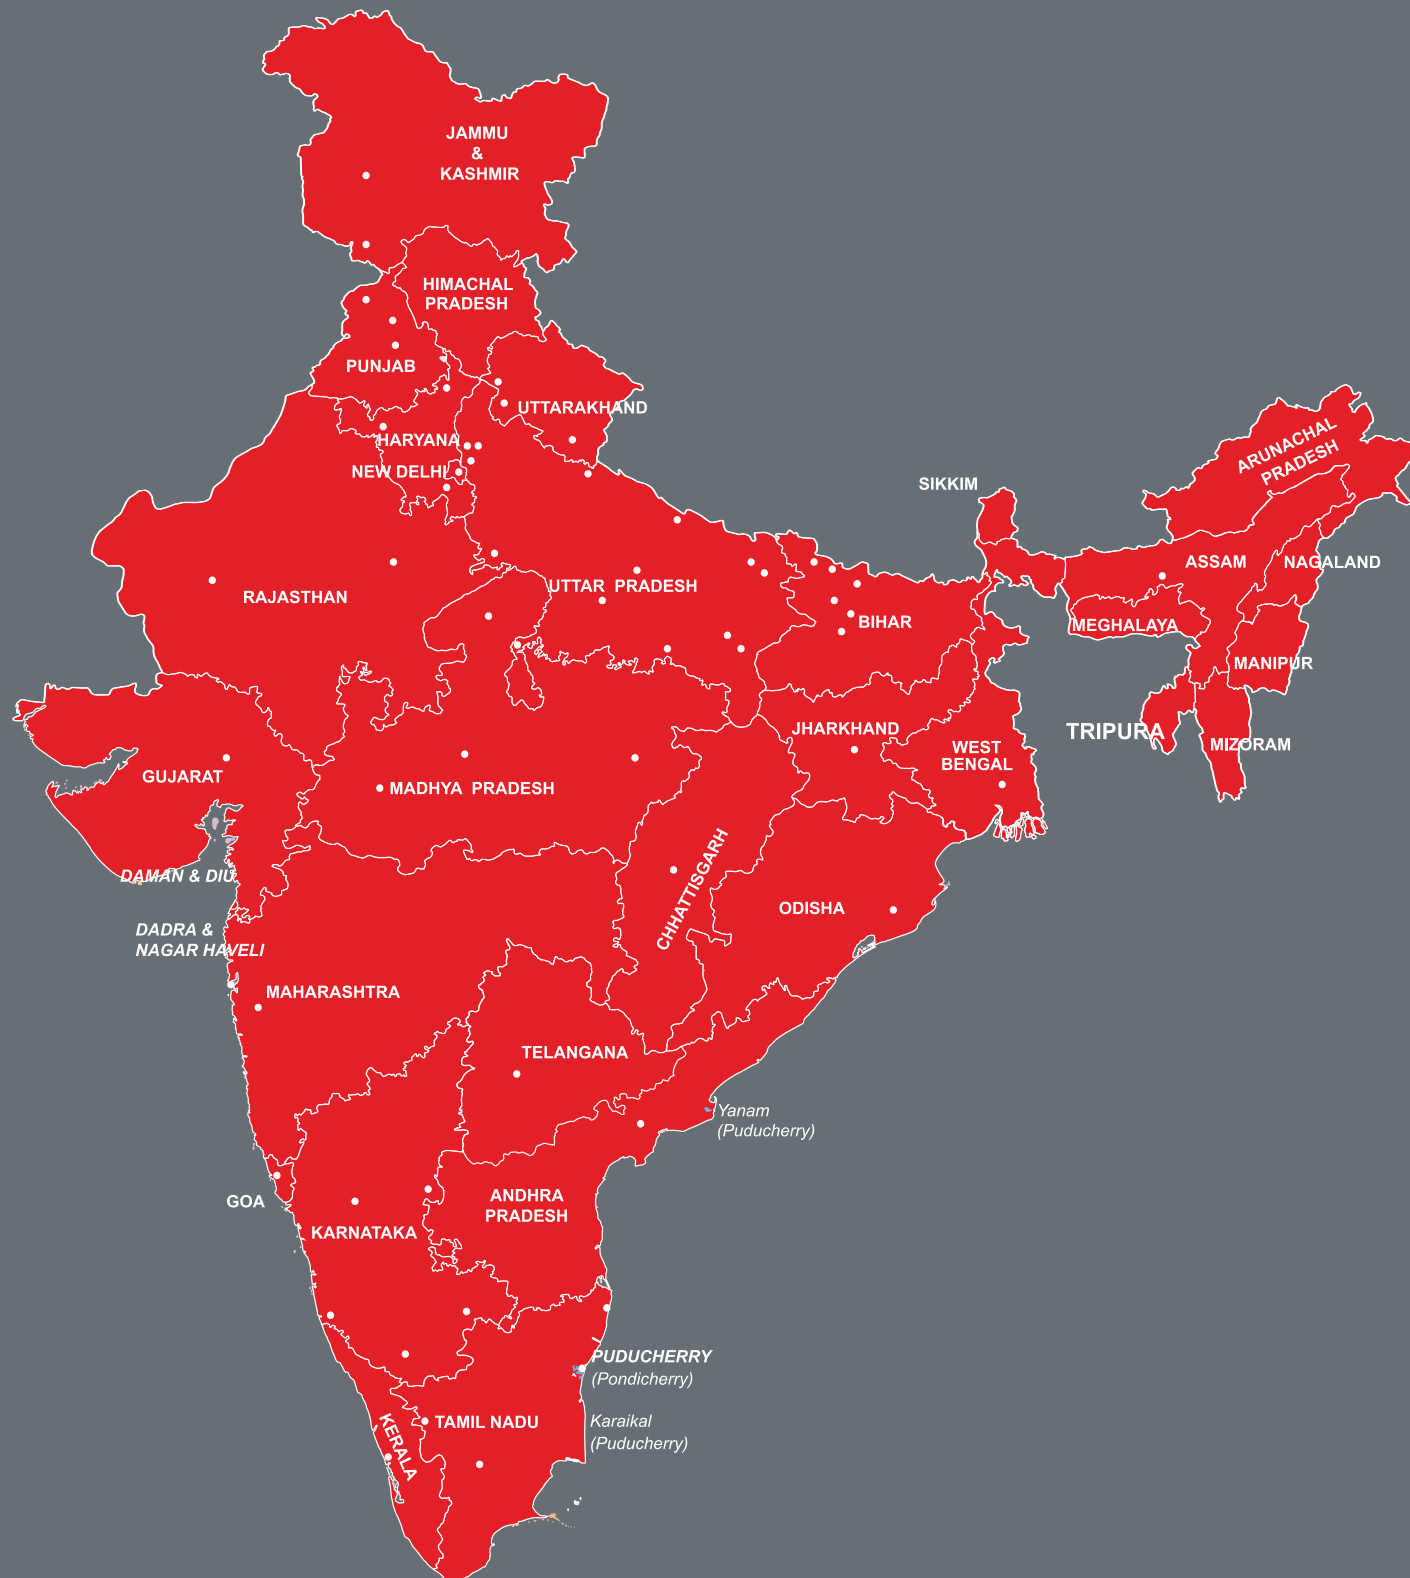 JAMMU
&
KASHMIR
HIMACHAL
PRADESH
PUNJAB
UTTARAKHAND
HARYANA
NEW DELHI
ARUNACHAL
PRADESH
SIKKIM
ASSAM
NAGALAND
UTTAR PRADESH
RAJASTHAN
BIHAR
MEGHALAYA
MANIPUR
JHARKHAND
TRIPURA
WEST
BENGAL
MIZORAM
GUJARAT
MADHYA PRADESH
CHHATTISGARH
DAMAN & DIU
ODISHA
DADRA &
NAGAR HAVELI
MAHARASHTRA
TELANGANA
Yanam
(Puducherry)
GOA
ANDHRA
PRADESH
KARNATAKA
PUDUCHERRY
(Pondicherry)
TAMIL NADU
Karaikal
(Puducherry)
KERALA